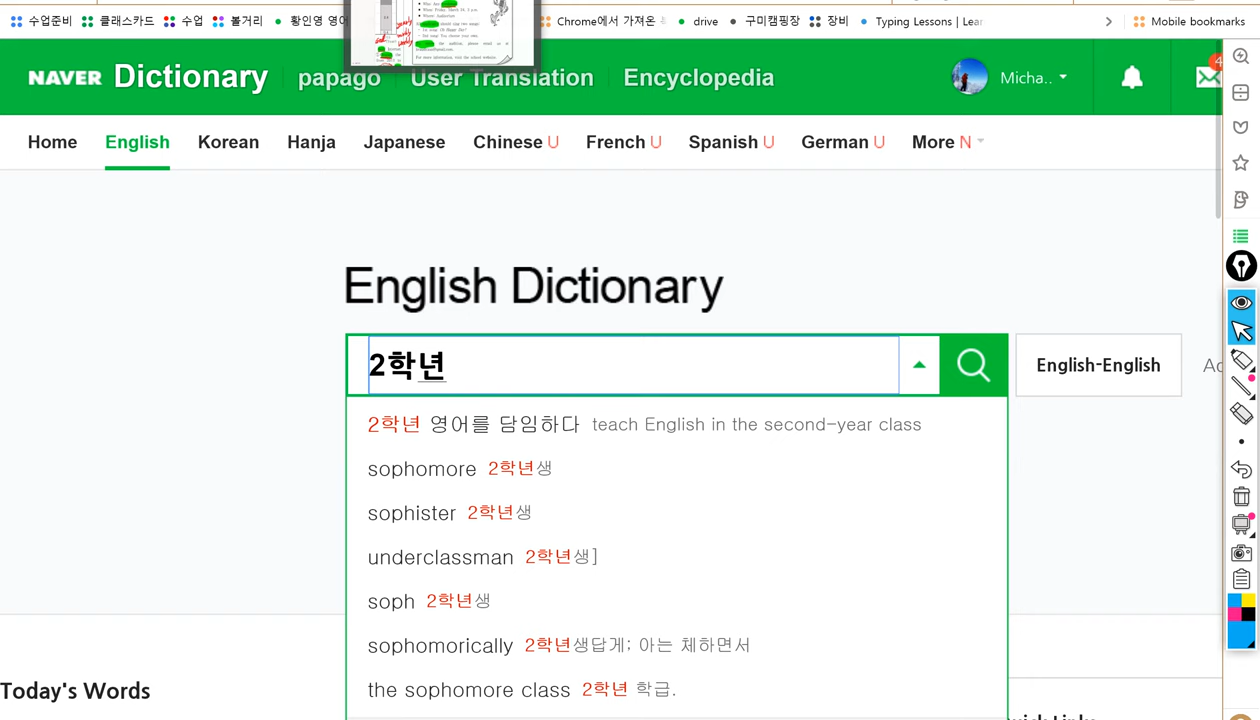 수업준비 클래스카드 수업 볼거리 황인영 영어 Chrome에서 가져온 drive 구미캠핑장 장비 Typing Lessons | Lear Mobile bookmarks
NAVER Dictionary papago User Translation Encyclopedia Micha.. 4
Home English Korean Hanja Japanese Chinese U French U Spanish U German U More N
English Dictionary
2학년
English-English
2학년 영어를 담임하다 teach English in the second-year class
sophomore 2학년생
sophister 2학년생
underclassman 2학년생]
soph 2학년생
sophomorically 2학년생답게; 아는 체하면서
the sophomore class 2학년 학급.
Today's Words